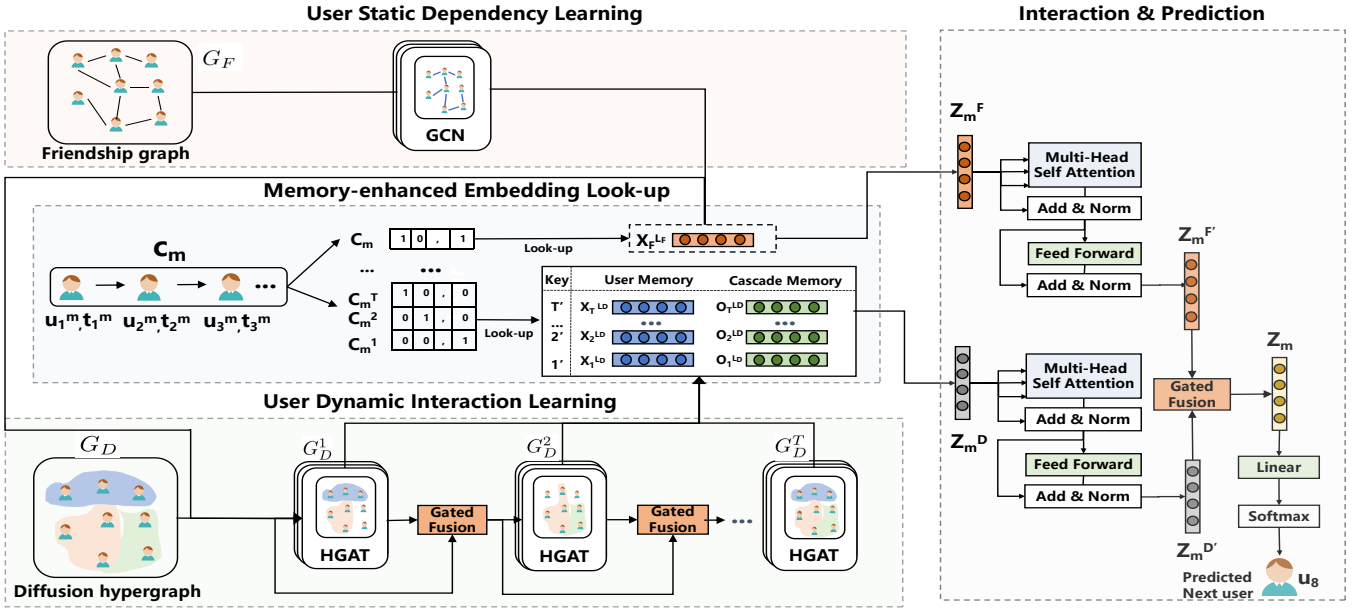 User Static Dependency Learning
G_F
GCN
Friendship graph
Memory-enhanced Embedding Look-up
C_m
u_1^m,t_1^m u_2^m,t_2^m u_3^m,t_3^m
...
C_m
1 0 , 1
Look-up
X_F^{L_F}
...
...
C_m^T
1 0 , 0
C_m^2
0 1 , 0
C_m^1
0 0 , 1
Look-up
Key User Memory Cascade Memory
T' X_T^{LD} O_T^{LD}
... ... ...
2' X_2^{LD} O_2^{LD}
1' X_1^{LD} O_1^{LD}
User Dynamic Interaction Learning
G_D
Diffusion hypergraph
G_D^1
HGAT
Gated
Fusion
G_D^2
HGAT
Gated
Fusion
...
G_D^T
HGAT
Interaction & Prediction
Z_m^F
Multi-Head
Self Attention
Add & Norm
Feed Forward
Add & Norm
Z_m^{F'}
Z_m^D
Multi-Head
Self Attention
Add & Norm
Feed Forward
Add & Norm
Z_m^{D'}
Gated
Fusion
Z_m
Linear
Softmax
Predicted
Next user
u_8